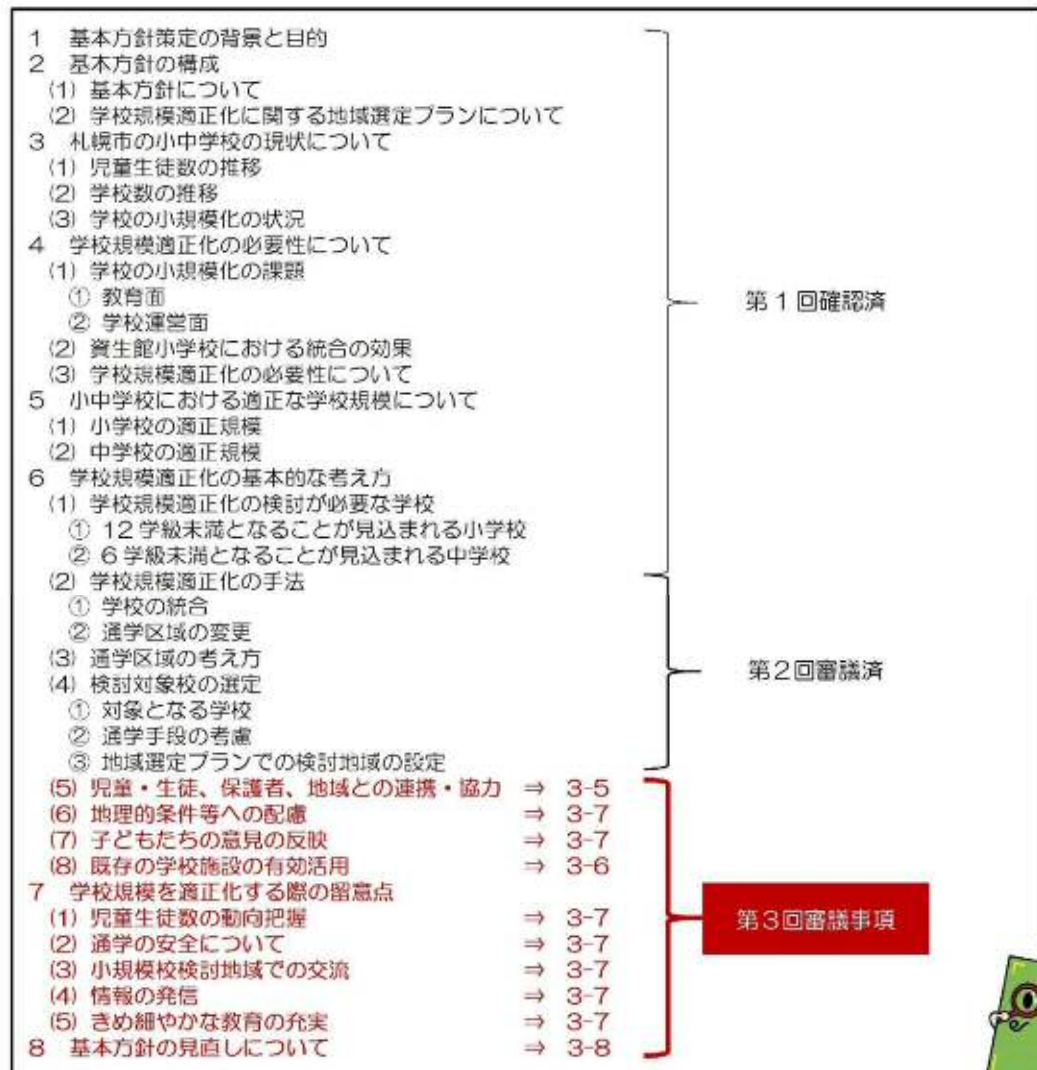 1 基本方針策定の背景と目的
2 基本方針の構成
(1) 基本方針について
(2) 学校規模適正化に関する地域選定プランについて
3 札幌市の小中学校の現状について
(1) 児童生徒数の推移
(2) 学校数の推移
(3) 学校の小規模化の状況
4 学校規模適正化の必要性について
(1) 学校の小規模化の課題
① 教育面
② 学校運営面
(2) 資生館小学校における統合の効果
(3) 学校規模適正化の必要性について
5 小中学校における適正な学校規模について
(1) 小学校の適正規模
(2) 中学校の適正規模
6 学校規模適正化の基本的な考え方
(1) 学校規模適正化の検討が必要な学校
① 12学級未満となることが見込まれる小学校
② 6学級未満となることが見込まれる中学校
第1回確認済
(2) 学校規模適正化の手法
① 学校の統合
② 通学区域の変更
(3) 通学区域の考え方
(4) 検討対象校の選定
① 対象となる学校
② 通学手段の考慮
③ 地域選定プランでの検討地域の設定
第2回審議済
(5) 児童・生徒、保護者、地域との連携・協力 ⇒ 3-5
(6) 地理的条件等への配慮 ⇒ 3-7
(7) 子どもたちの意見の反映 ⇒ 3-7
(8) 既存の学校施設の有効活用 ⇒ 3-6
7 学校規模を適正化する際の留意点
(1) 児童生徒数の動向把握 ⇒ 3-7
(2) 通学の安全について ⇒ 3-7
(3) 小規模校検討地域での交流 ⇒ 3-7
(4) 情報の発信 ⇒ 3-7
(5) きめ細やかな教育の充実 ⇒ 3-7
8 基本方針の見直しについて ⇒ 3-8
第3回審議事項